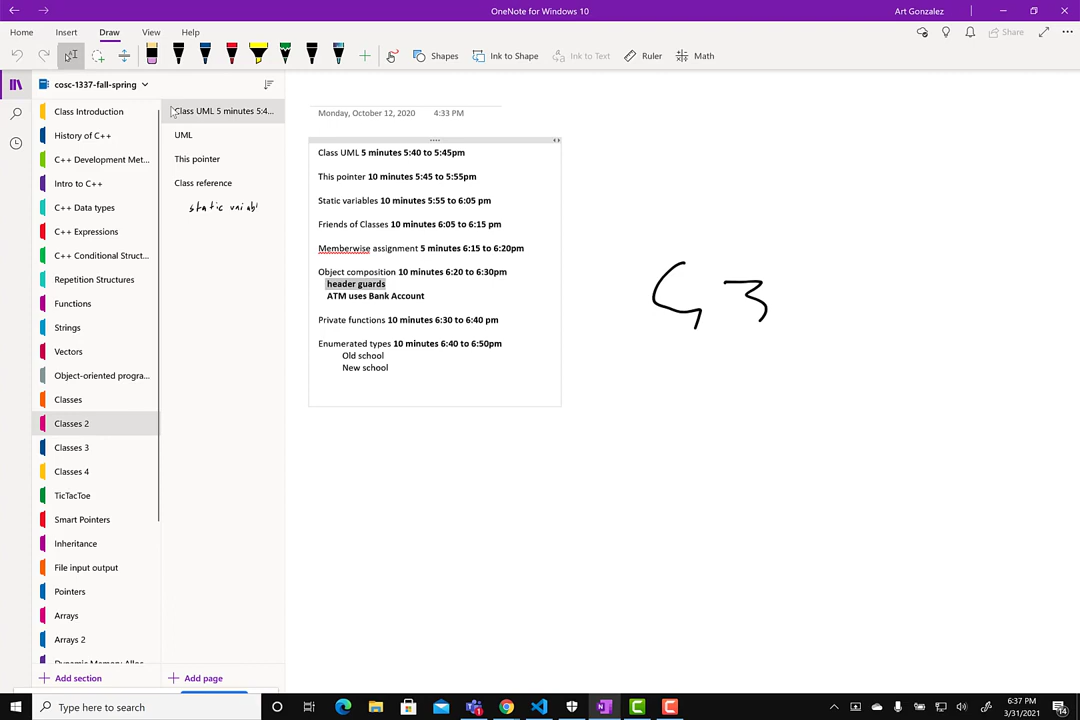 OneNote for Windows 10
Art Gonzalez
Home Insert Draw View Help
Share
Shapes Ink to Shape Ink to Text Ruler Math
cosc-1337-fall-spring
Class Introduction
History of C++
C++ Development Met...
Intro to C++
C++ Data types
C++ Expressions
C++ Conditional Struct...
Repetition Structures
Functions
Strings
Vectors
Object-oriented progra...
Classes
Classes 2
Classes 3
Classes 4
TicTacToe
Smart Pointers
Inheritance
File input output
Pointers
Arrays
Arrays 2
Dynamic Memory Alloc
Add section
Class UML 5 minutes 5:4...
UML
This pointer
Class reference
Add page
Monday, October 12, 2020 4:33 PM
Class UML 5 minutes 5:40 to 5:45pm
This pointer 10 minutes 5:45 to 5:55pm
Static variables 10 minutes 5:55 to 6:05 pm
Friends of Classes 10 minutes 6:05 to 6:15 pm
Memberwise assignment 5 minutes 6:15 to 6:20pm
Object composition 10 minutes 6:20 to 6:30pm
header guards
ATM uses Bank Account
Private functions 10 minutes 6:30 to 6:40 pm
Enumerated types 10 minutes 6:40 to 6:50pm
Old school
New school
Type here to search
6:37 PM
3/31/2021
14